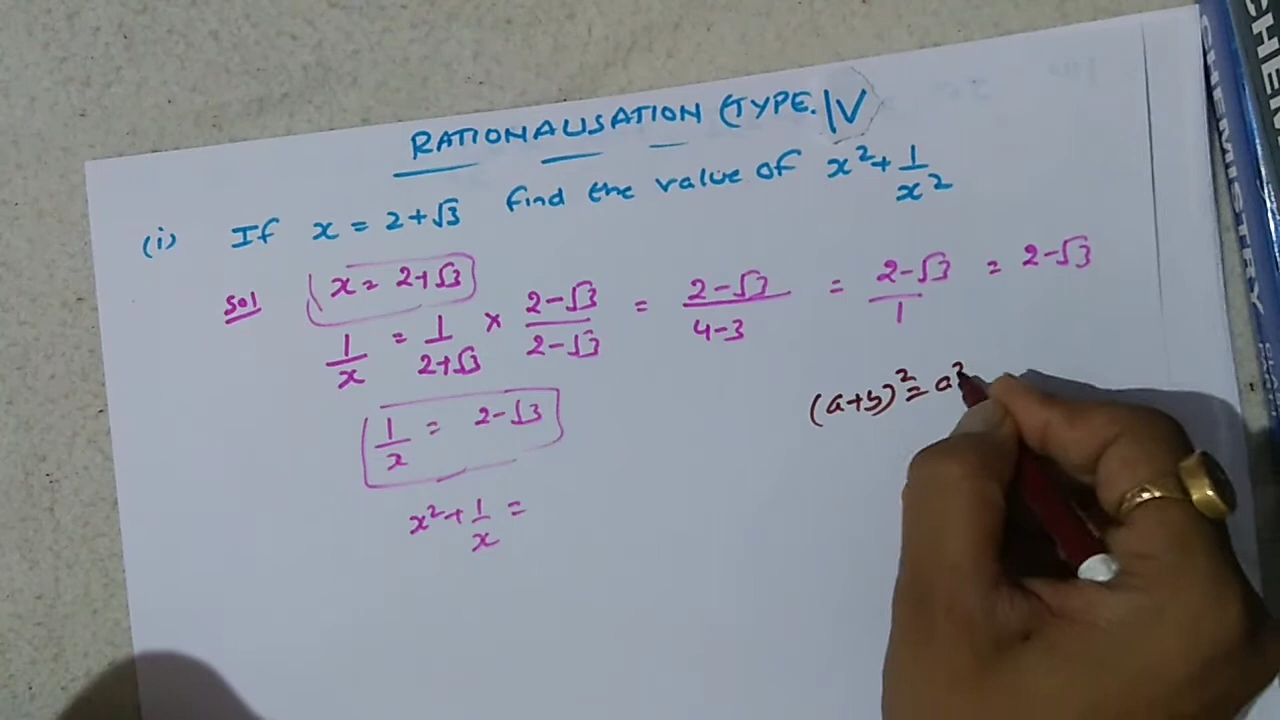 RATIONALISATION (TYPE. IV
(i) If x = 2+√3 find the value of x² + 1/x²
Sol x = 2+√3
1/x = 1/2+√3 × 2-√3/2-√3 = 2-√3/4-3 = 2-√3/1 = 2-√3
(a+b)² = a²
1/x = 2-√3
x² + 1/x =
CHEMISTRY